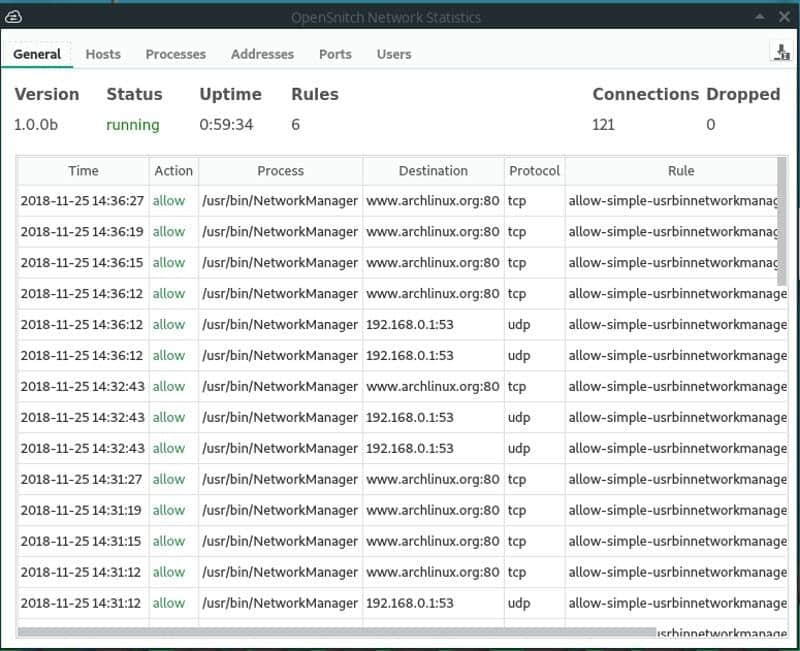 OpenSnitch Network Statistics
General Hosts Processes Addresses Ports Users
Version Status Uptime Rules Connections Dropped
1.0.0b running 0:59:34 6 121 0
Time Action Process Destination Protocol Rule
2018-11-25 14:36:27 allow /usr/bin/NetworkManager www.archlinux.org:80 tcp allow-simple-usrbinnetworkmanag
2018-11-25 14:36:19 allow /usr/bin/NetworkManager www.archlinux.org:80 tcp allow-simple-usrbinnetworkmanag
2018-11-25 14:36:15 allow /usr/bin/NetworkManager www.archlinux.org:80 tcp allow-simple-usrbinnetworkmanag
2018-11-25 14:36:12 allow /usr/bin/NetworkManager www.archlinux.org:80 tcp allow-simple-usrbinnetworkmanage
2018-11-25 14:36:12 allow /usr/bin/NetworkManager 192.168.0.1:53 udp allow-simple-usrbinnetworkmanage
2018-11-25 14:36:12 allow /usr/bin/NetworkManager 192.168.0.1:53 udp allow-simple-usrbinnetworkmanage
2018-11-25 14:32:43 allow /usr/bin/NetworkManager www.archlinux.org:80 tcp allow-simple-usrbinnetworkmanage
2018-11-25 14:32:43 allow /usr/bin/NetworkManager 192.168.0.1:53 udp allow-simple-usrbinnetworkmanage
2018-11-25 14:32:43 allow /usr/bin/NetworkManager 192.168.0.1:53 udp allow-simple-usrbinnetworkmanage
2018-11-25 14:31:27 allow /usr/bin/NetworkManager www.archlinux.org:80 tcp allow-simple-usrbinnetworkmanage
2018-11-25 14:31:19 allow /usr/bin/NetworkManager www.archlinux.org:80 tcp allow-simple-usrbinnetworkmanage
2018-11-25 14:31:15 allow /usr/bin/NetworkManager www.archlinux.org:80 tcp allow-simple-usrbinnetworkmanage
2018-11-25 14:31:12 allow /usr/bin/NetworkManager www.archlinux.org:80 tcp allow-simple-usrbinnetworkmanage
2018-11-25 14:31:12 allow /usr/bin/NetworkManager 192.168.0.1:53 udp allow-simple-usrbinnetworkmanage
usrbinnetworkmanage